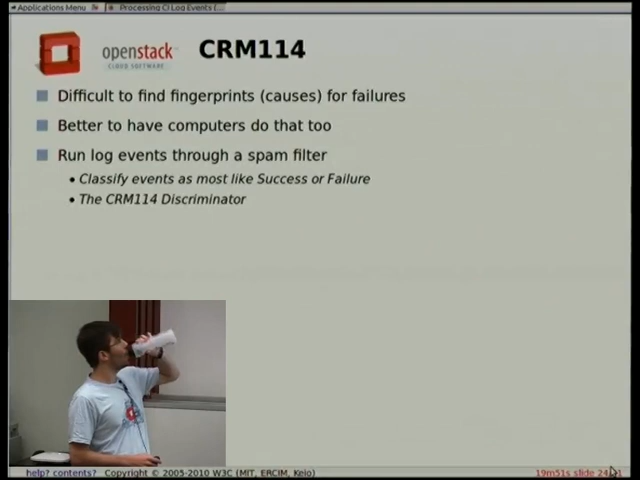 Applications Menu
Processing CI Log Events (
openstack
CLOUD SOFTWARE
CRM114
Difficult to find fingerprints (causes) for failures
Better to have computers do that too
Run log events through a spam filter
• Classify events as most like Success or Failure
• The CRM114 Discriminator
help? contents? Copyright © 2005-2010 W3C (MIT, ERCIM, Keio)
19m51s slide